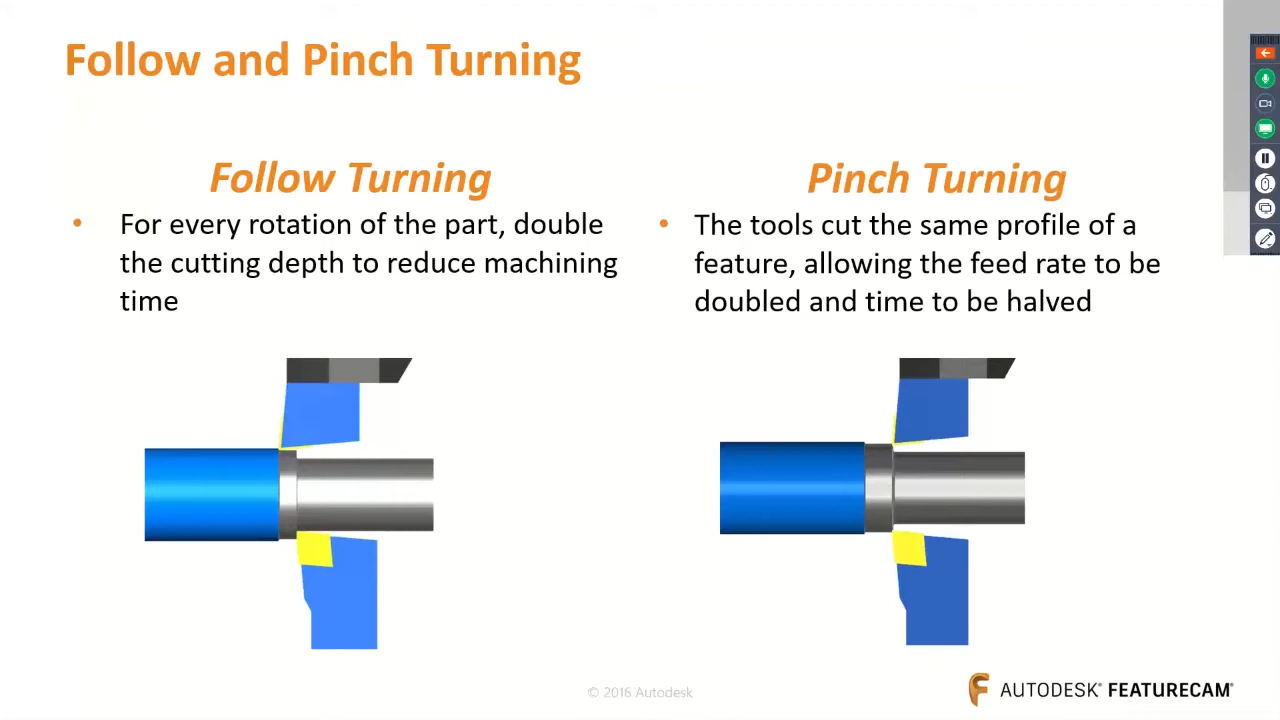 Follow and Pinch Turning
Follow Turning
• For every rotation of the part, double
the cutting depth to reduce machining
time
Pinch Turning
• The tools cut the same profile of a
feature, allowing the feed rate to be
doubled and time to be halved
© 2016 Autodesk
AUTODESK® FEATURECAM®